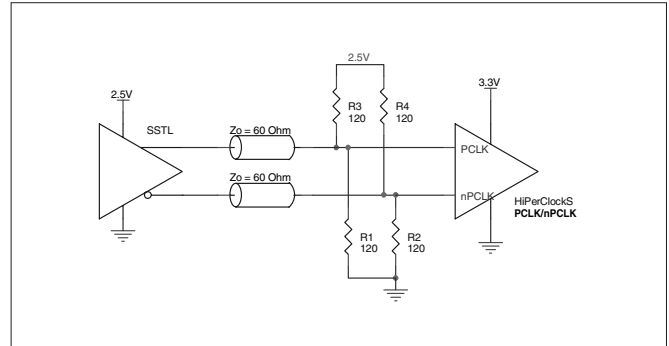 2.5V
3.3V
2.5V
SSTL
R3
120
R4
120
Zo = 60 Ohm
PCLK
Zo = 60 Ohm
nPCLK
HiPerClockS
PCLK/nPCLK
R1
120
R2
120